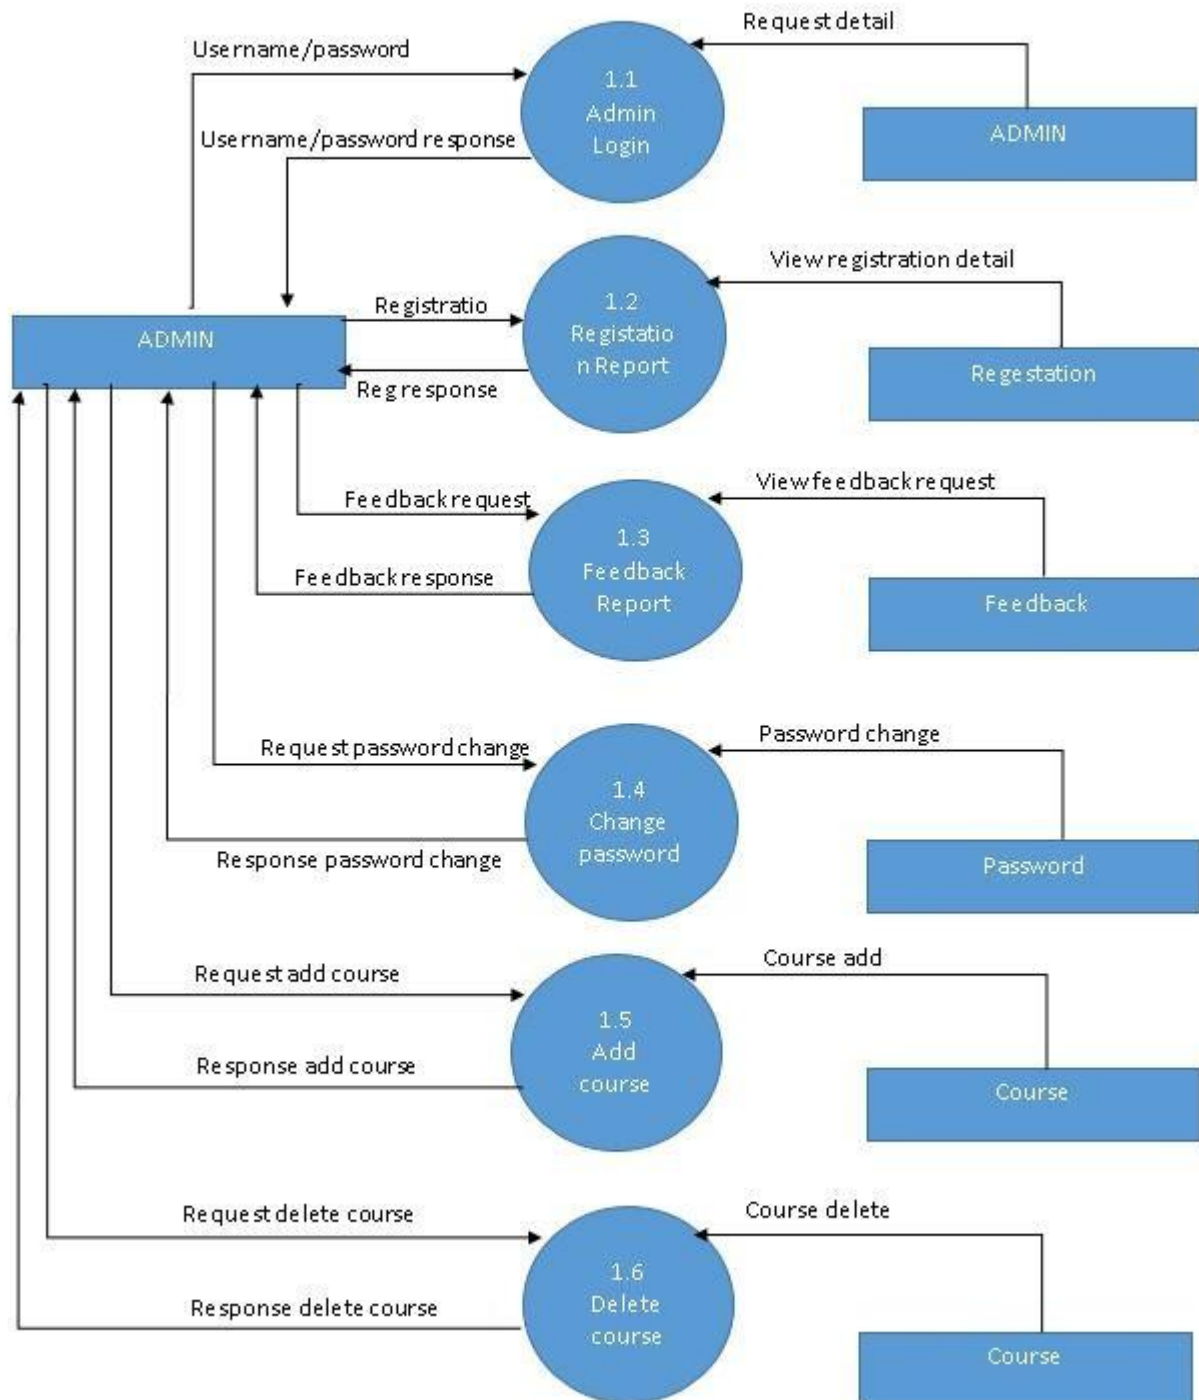 Request detail
Username/password
1.1
Admin
Login
ADMIN
Username/password response
View registration detail
Registratio
1.2
Registatio
n Report
ADMIN
Regestation
Reg response
View feedback request
Feedback request
1.3
Feedback
Report
Feedback response
Feedback
Password change
Request password change
1.4
Change
password
Response password change
Password
Course add
Request add course
1.5
Add
course
Response add course
Course
Course delete
Request delete course
1.6
Delete
course
Response delete course
Course